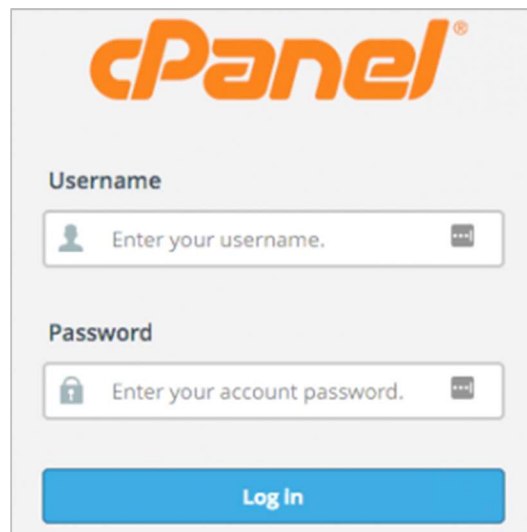 cPanel®
Username
Enter your username.
Password
Enter your account password.
Log in